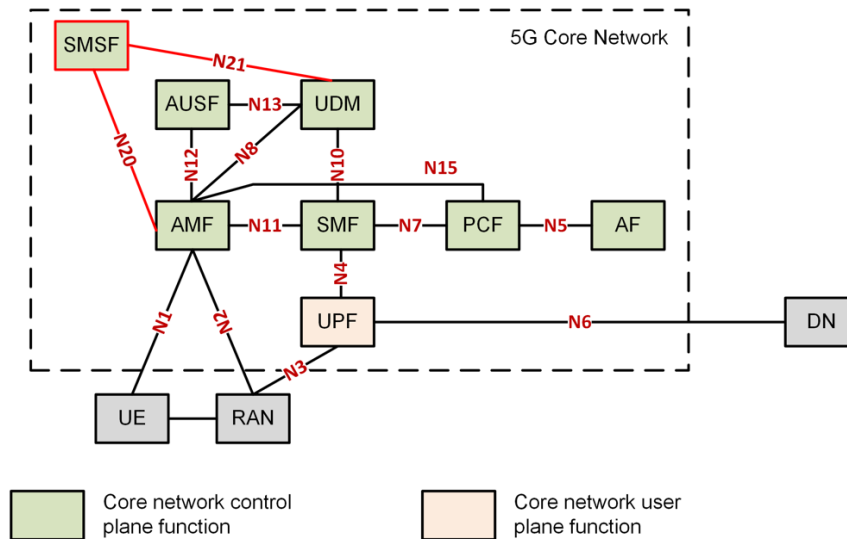 5G Core Network
SMSF
N21
AUSF
N13
UDM
N20
N12
N8
N10
N15
AMF
N11
SMF
N7
PCF
N5
AF
N4
N1
N2
UPF
N6
DN
N3
UE
RAN
Core network control
plane function
Core network user
plane function